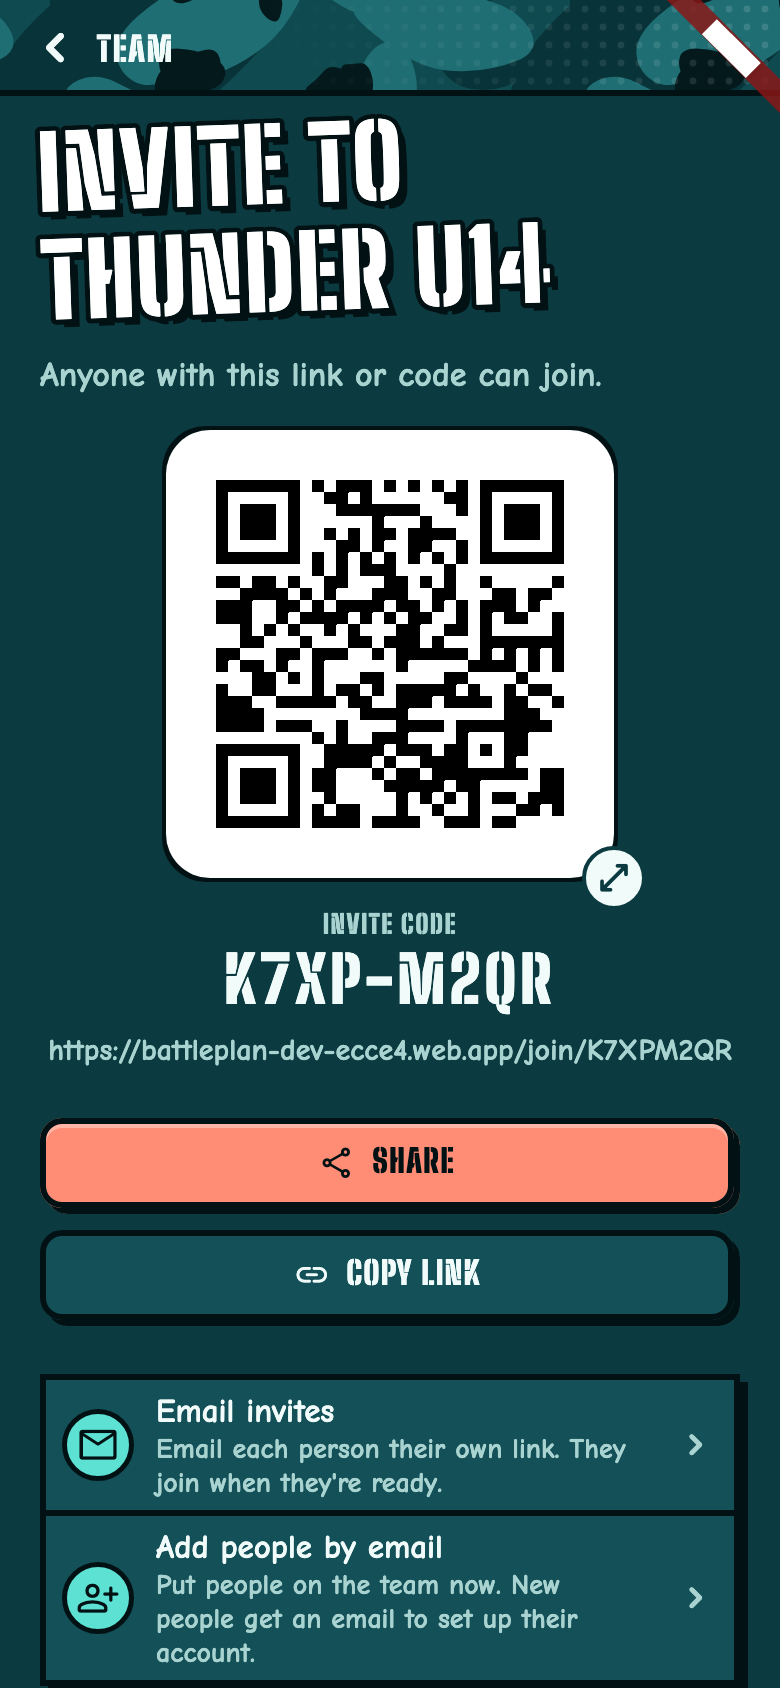 TEAM
INVITE TO
THUNDER U14
Anyone with this link or code can join.
INVITE CODE
K7XP-M2QR
https://battleplan-dev-ecce4.web.app/join/K7XPM2QR
SHARE
COPY LINK
Email invites
Email each person their own link. They
join when they're ready.
Add people by email
Put people on the team now. New
people get an email to set up their
account.